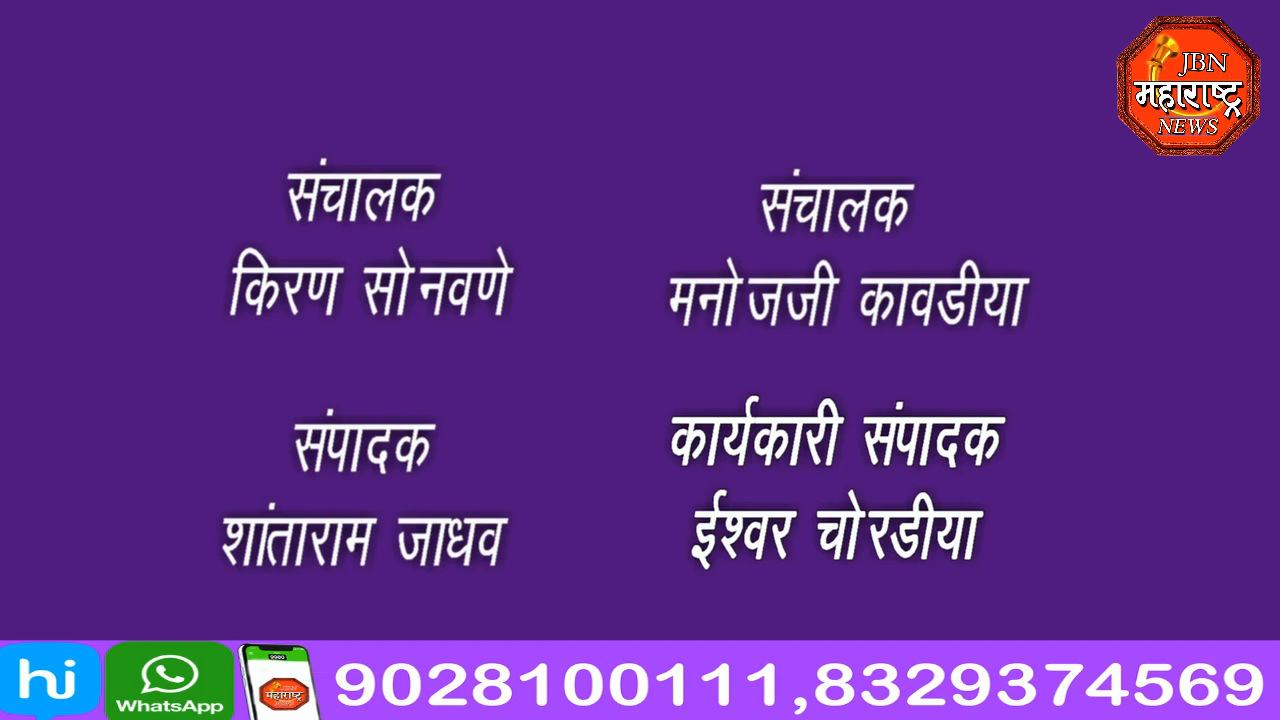 JBN
महाराष्ट्र
NEWS
संचालक
किरण सोनवणे
संचालक
मनोजजी कावडीया
संपादक
शांताराम जाधव
कार्यकारी संपादक
ईश्वर चोरडीया
hi
WhatsApp
महाराष्ट्र
9028100111,8329374569